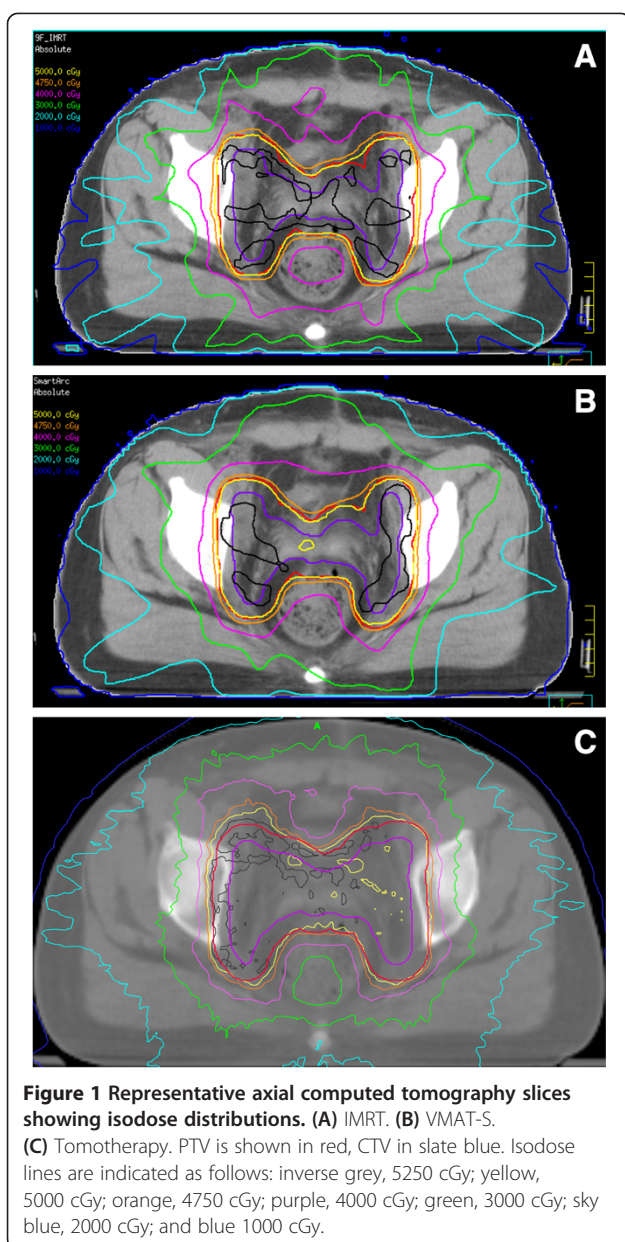 9F_IMRT
Absolute
5000.0 cGy
4750.0 cGy
4000.0 cGy
3000.0 cGy
2000.0 cGy
1000.0 cGy
A
SmartArc
Absolute
5000.0 cGy
4750.0 cGy
4000.0 cGy
3000.0 cGy
2000.0 cGy
1000.0 cGy
B
A
C
Figure 1 Representative axial computed tomography slices
showing isodose distributions. (A) IMRT. (B) VMAT-S.
(C) Tomotherapy. PTV is shown in red, CTV in slate blue. Isodose
lines are indicated as follows: inverse grey, 5250 cGy; yellow,
5000 cGy; orange, 4750 cGy; purple, 4000 cGy; green, 3000 cGy; sky
blue, 2000 cGy; and blue 1000 cGy.